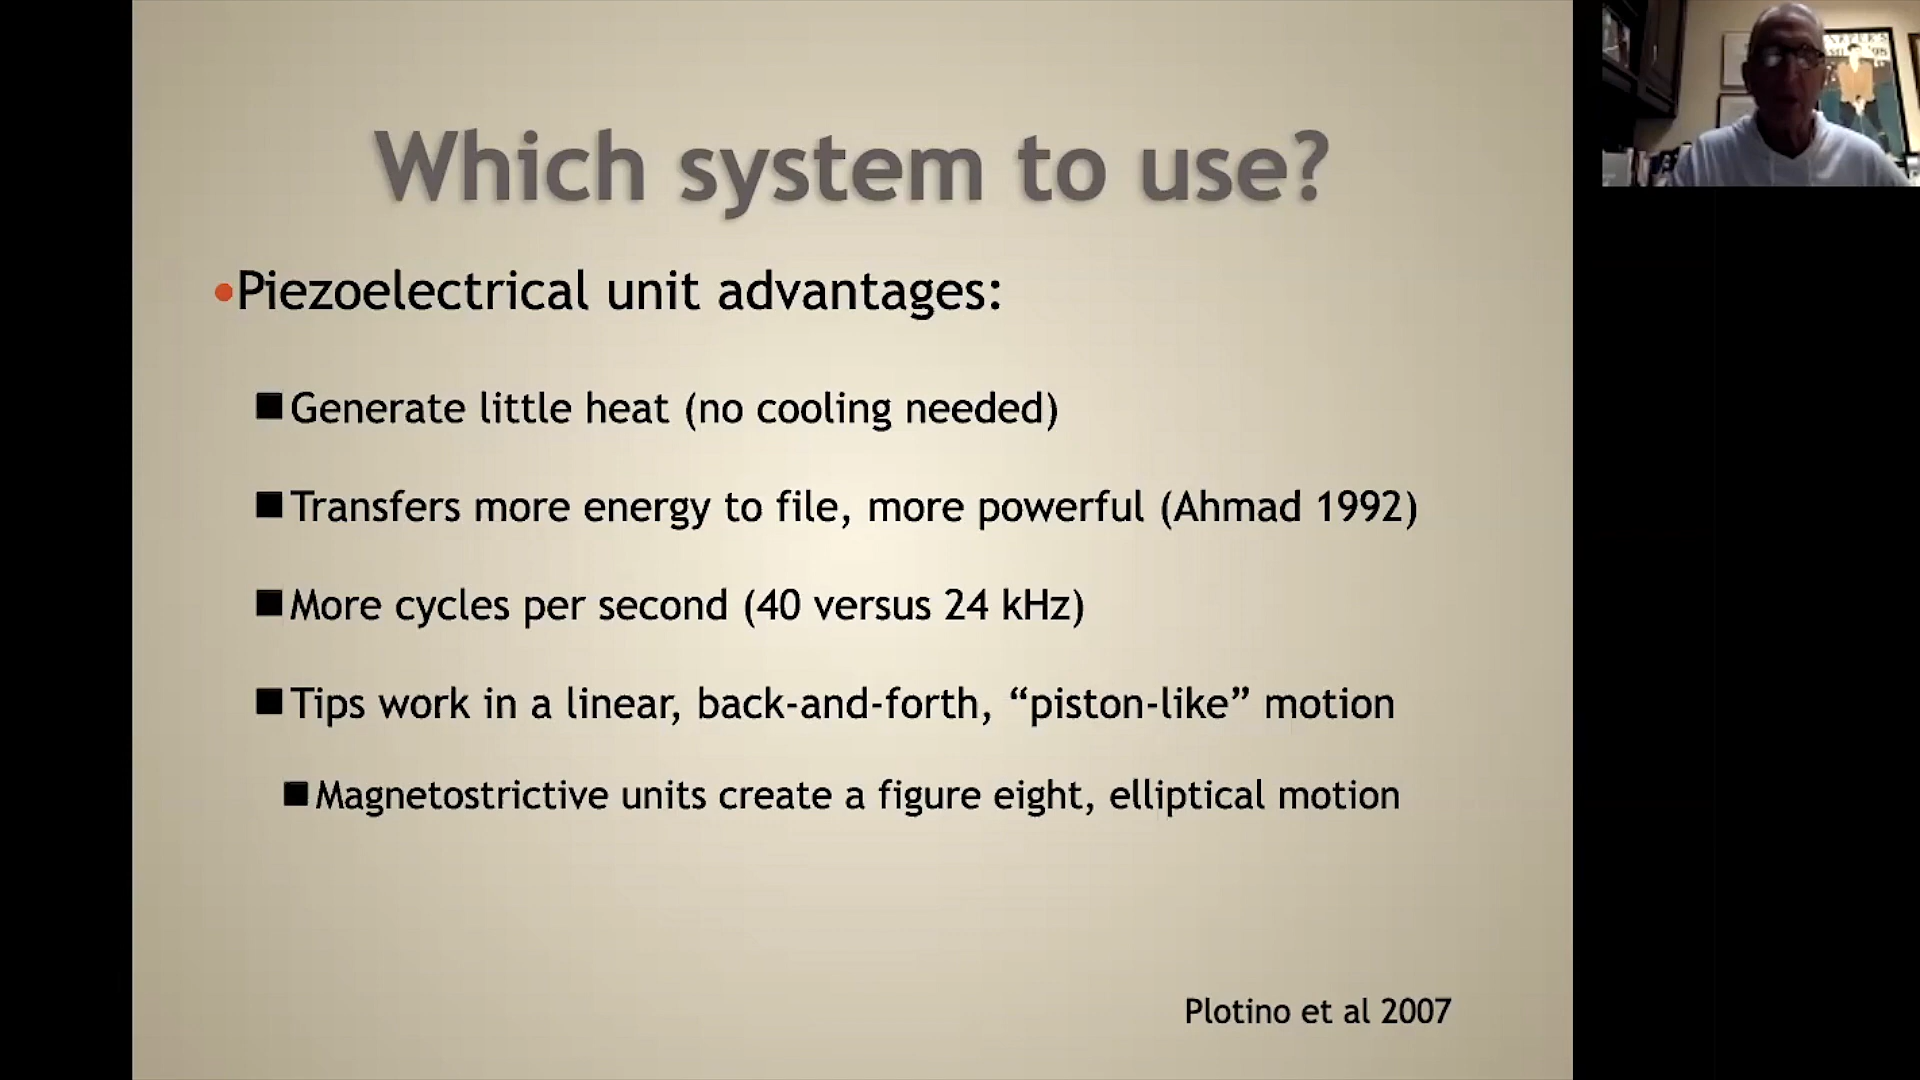 Which system to use?
•Piezoelectrical unit advantages:
■Generate little heat (no cooling needed)
■Transfers more energy to file, more powerful (Ahmad 1992)
■More cycles per second (40 versus 24 kHz)
■Tips work in a linear, back-and-forth, “piston-like” motion
■Magnetostrictive units create a figure eight, elliptical motion
Plotino et al 2007